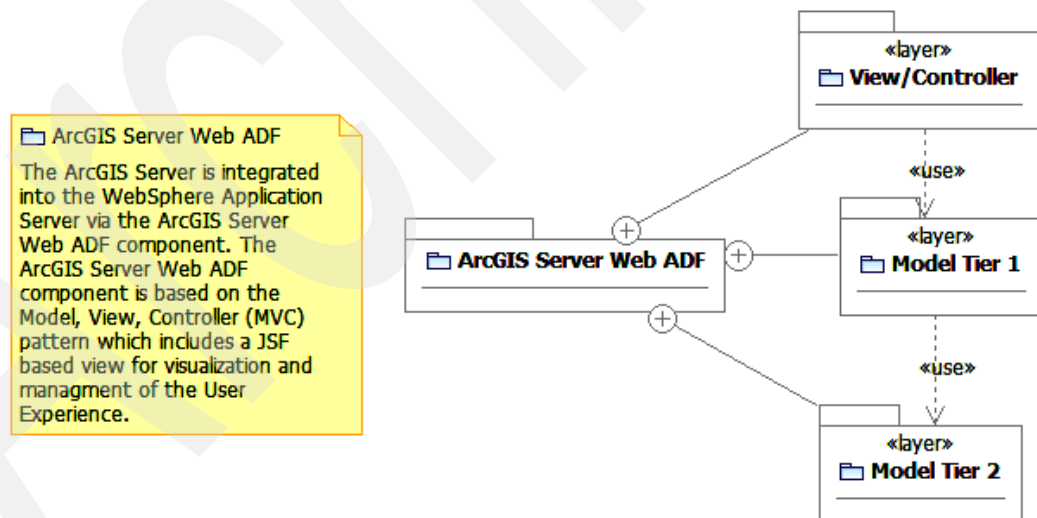 «layer»
View/Controller
ArcGIS Server Web ADF
The ArcGIS Server is integrated
into the WebSphere Application
Server via the ArcGIS Server
Web ADF component. The
ArcGIS Server Web ADF
component is based on the
Model, View, Controller (MVC)
pattern which includes a JSF
based view for visualization and
managment of the User
Experience.
«use»
ArcGIS Server Web ADF
«layer»
Model Tier 1
«use»
«layer»
Model Tier 2